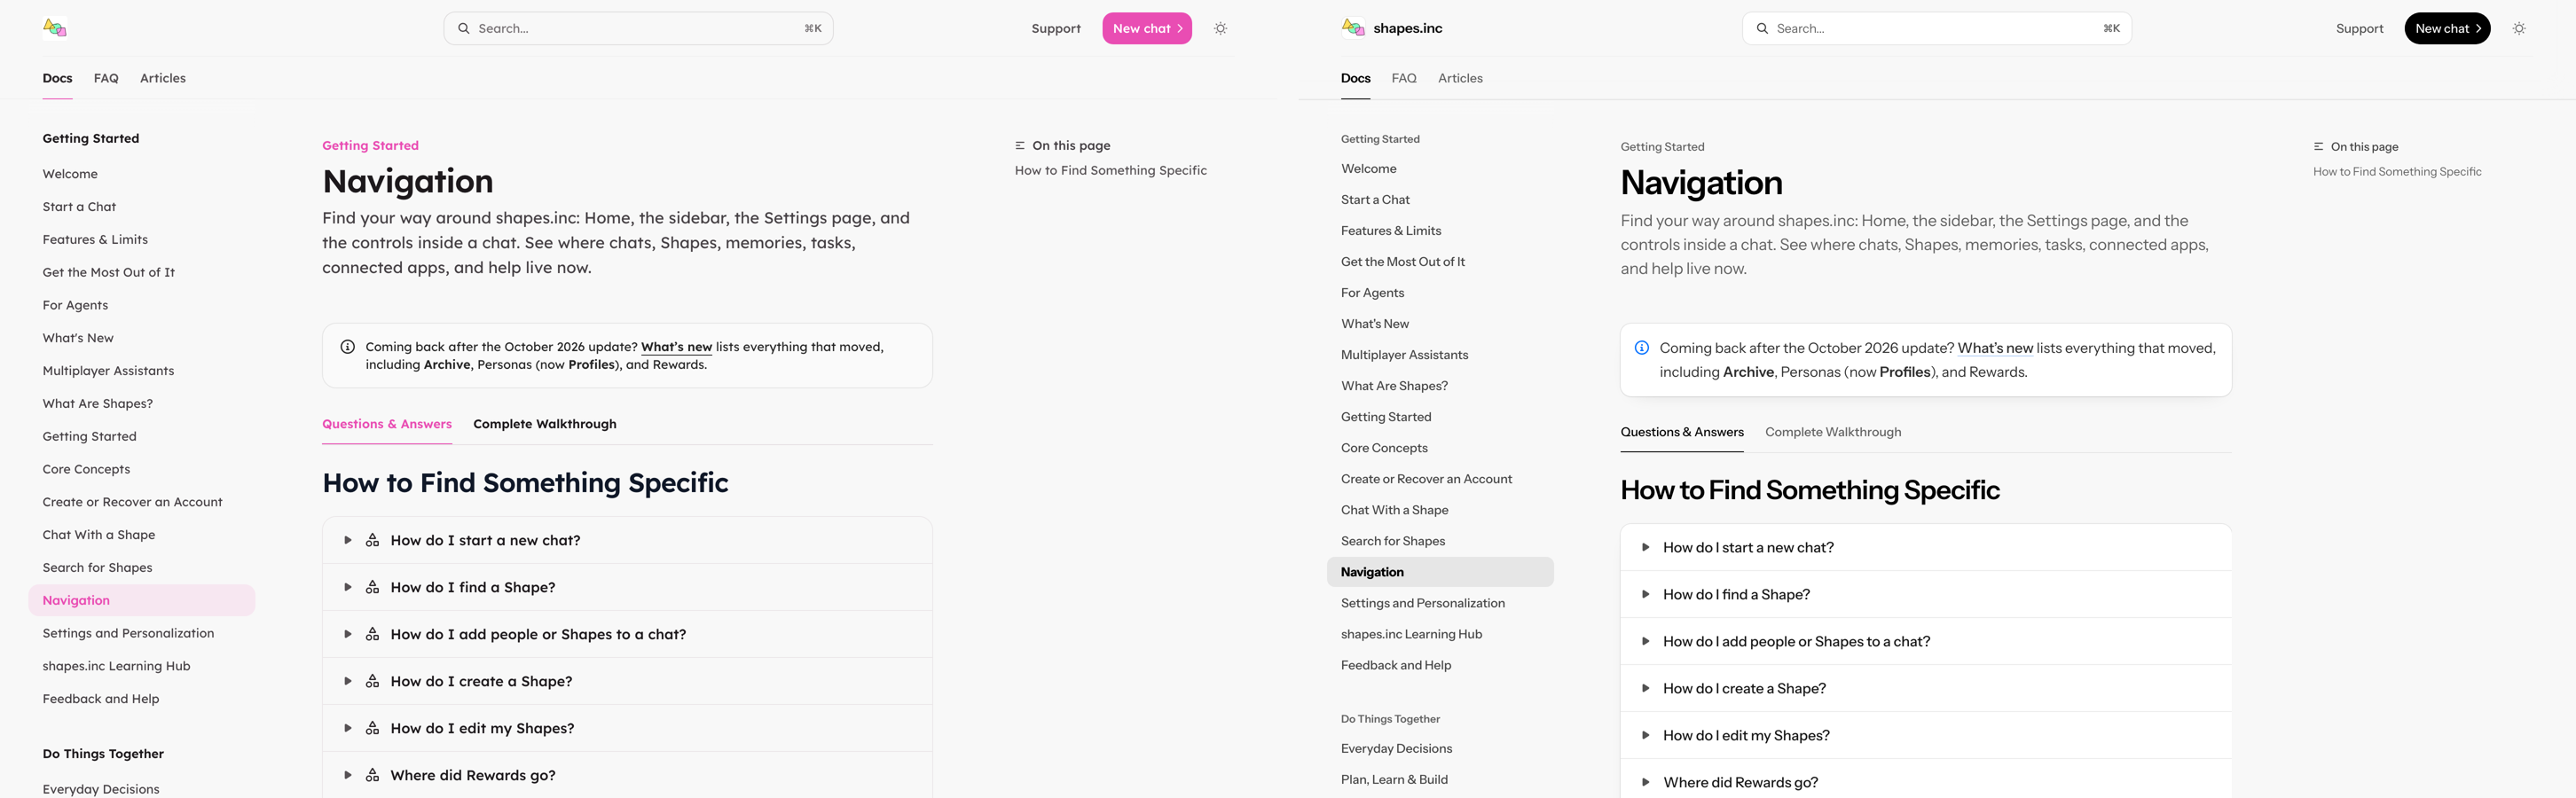 Search...
⌘K
Support
New chat
Docs
FAQ
Articles
Getting Started
Welcome
Start a Chat
Features & Limits
Get the Most Out of It
For Agents
What's New
Multiplayer Assistants
What Are Shapes?
Getting Started
Core Concepts
Create or Recover an Account
Chat With a Shape
Search for Shapes
Navigation
Settings and Personalization
shapes.inc Learning Hub
Feedback and Help
Do Things Together
Everyday Decisions
Getting Started
Navigation
Find your way around shapes.inc: Home, the sidebar, the Settings page, and
the controls inside a chat. See where chats, Shapes, memories, tasks,
connected apps, and help live now.
Coming back after the October 2026 update? What's new lists everything that moved,
including Archive, Personas (now Profiles), and Rewards.
Questions & Answers
Complete Walkthrough
How to Find Something Specific
How do I start a new chat?
How do I find a Shape?
How do I add people or Shapes to a chat?
How do I create a Shape?
How do I edit my Shapes?
Where did Rewards go?
On this page
How to Find Something Specific
shapes.inc
Search...
⌘K
Support
New chat
Docs
FAQ
Articles
Getting Started
Welcome
Start a Chat
Features & Limits
Get the Most Out of It
For Agents
What's New
Multiplayer Assistants
What Are Shapes?
Getting Started
Core Concepts
Create or Recover an Account
Chat With a Shape
Search for Shapes
Navigation
Settings and Personalization
shapes.inc Learning Hub
Feedback and Help
Do Things Together
Everyday Decisions
Plan, Learn & Build
Getting Started
Navigation
Find your way around shapes.inc: Home, the sidebar, the Settings page, and the
controls inside a chat. See where chats, Shapes, memories, tasks, connected apps,
and help live now.
Coming back after the October 2026 update? What's new lists everything that moved,
including Archive, Personas (now Profiles), and Rewards.
Questions & Answers
Complete Walkthrough
How to Find Something Specific
How do I start a new chat?
How do I find a Shape?
How do I add people or Shapes to a chat?
How do I create a Shape?
How do I edit my Shapes?
Where did Rewards go?
On this page
How to Find Something Specific